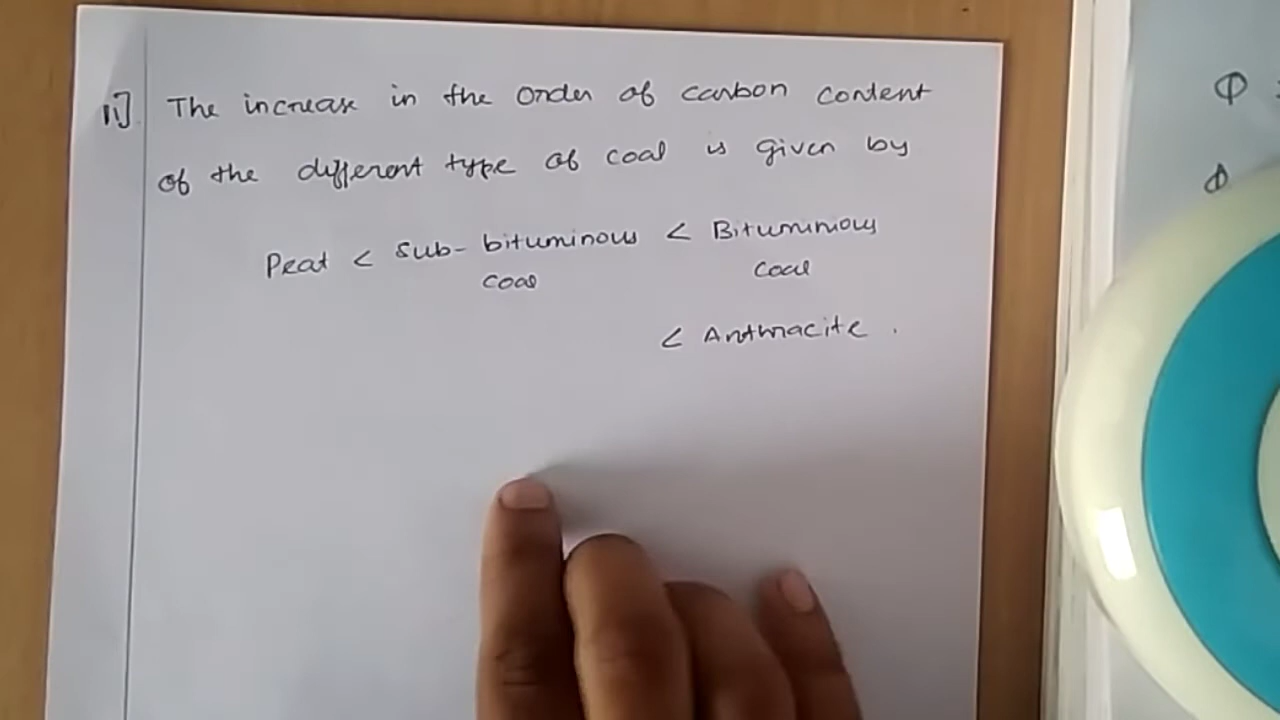 11]. The increase in the order of carbon content
of the different type of coal is given by
Peat < Sub-bituminous < Bituminious
coal coal
< Anthracite.
Φ
Φ